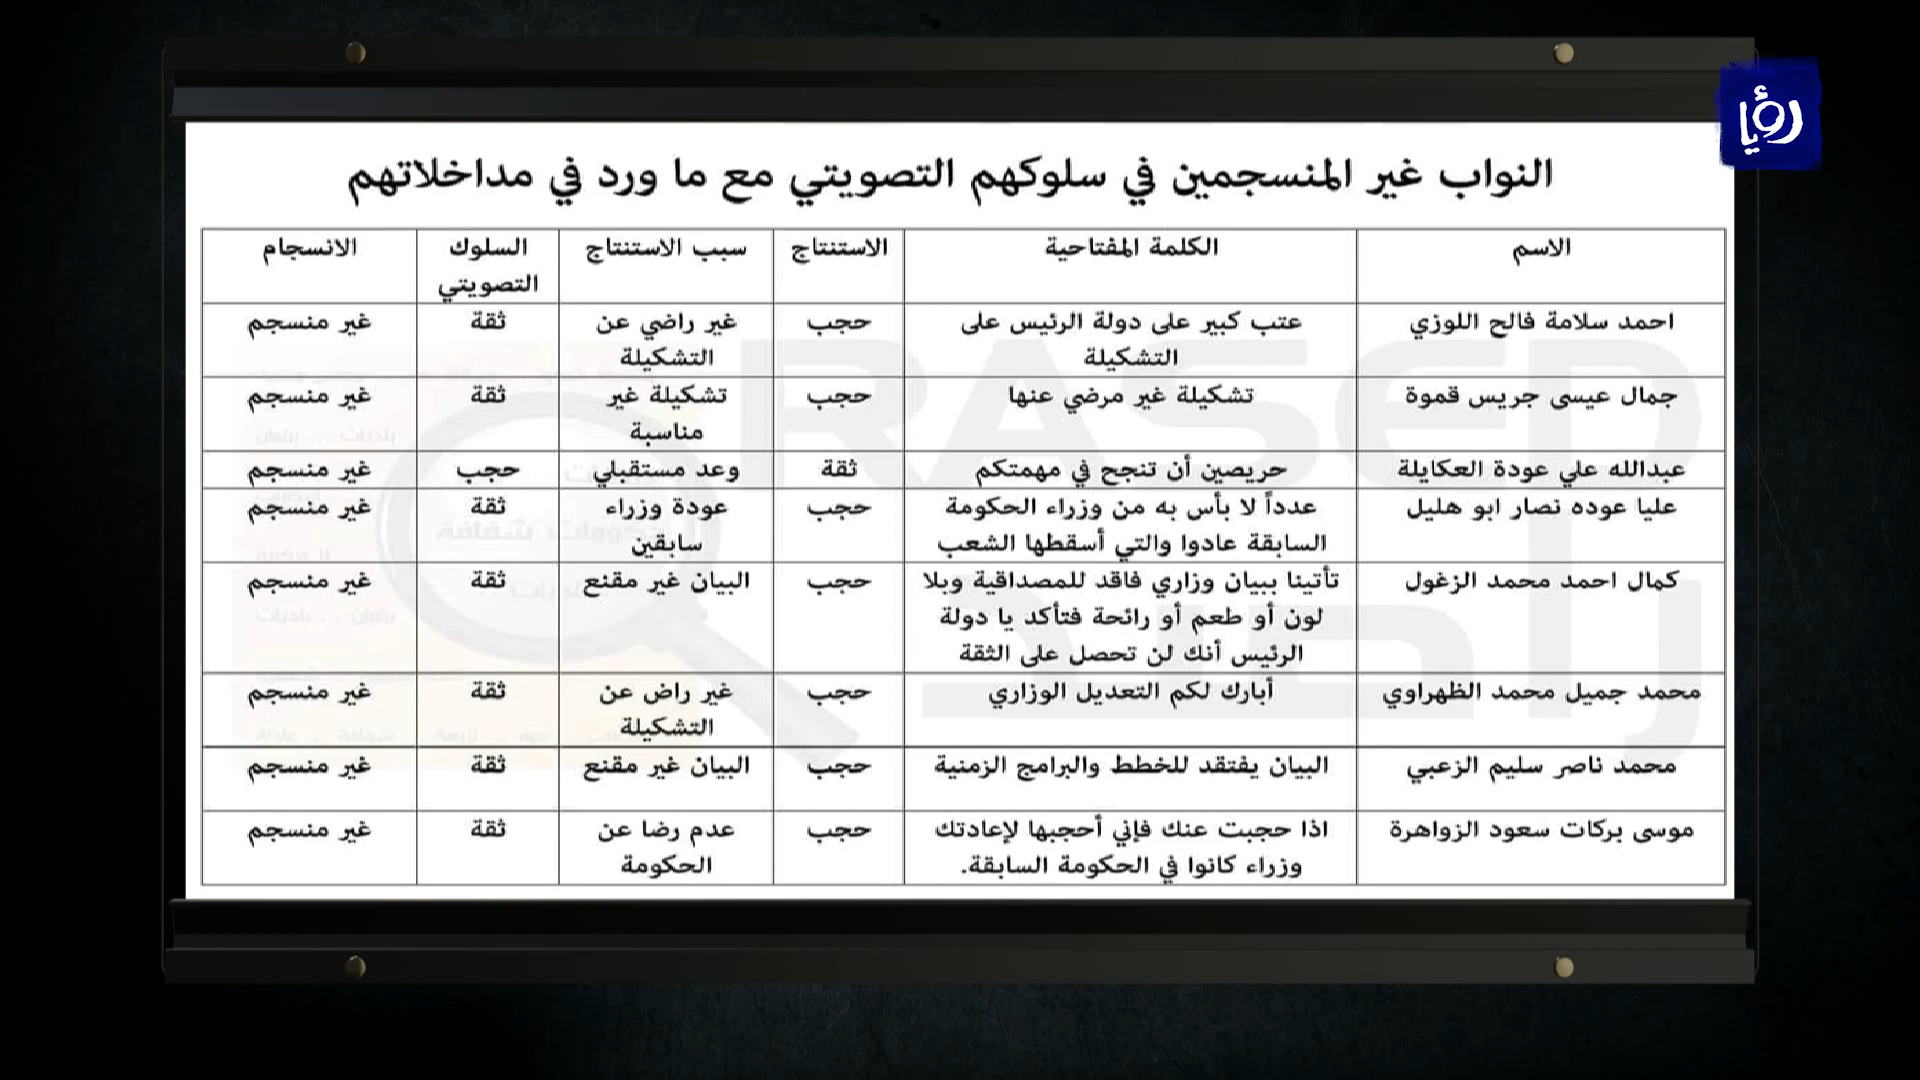 رؤيا
النواب غير المنسجمين في سلوكهم التصويتي مع ما ورد في مداخلاتهم
الاسم الكلمة المفتاحية الاستنتاج سبب الاستنتاج السلوك الانسجام
التصويتي
احمد سلامة فالح اللوزي عتب كبير على دولة الرئيس على حجب غير راضي عن ثقة غير منسجم
التشكيلة التشكيلة
جمال عيسى جريس قموة تشكيلة غير مرضي عنها حجب تشكيلة غير ثقة غير منسجم
مناسبة
عبدالله علي عودة العكايلة حريصين أن تنجح في مهمتكم ثقة وعد مستقبلي حجب غير منسجم
عليا عوده نصار ابو هليل عدداً لا بأس به من وزراء الحكومة حجب عودة وزراء ثقة غير منسجم
السابقة عادوا والتي أسقطها الشعب سابقين
كمال احمد محمد الزغول تأتينا ببيان وزاري فاقد للمصداقية وبلا حجب البيان غير مقنع ثقة غير منسجم
لون أو طعم أو رائحة فتأكد يا دولة
الرئيس أنك لن تحصل على الثقة
محمد جميل محمد الظهراوي أبارك لكم التعديل الوزاري حجب غير راض عن ثقة غير منسجم
التشكيلة
محمد ناصر سليم الزعبي البيان يفتقد للخطط والبرامج الزمنية حجب البيان غير مقنع ثقة غير منسجم
موسى بركات سعود الزواهرة اذا حجبت عنك فإني أحجبها لإعادتك حجب عدم رضا عن ثقة غير منسجم
وزراء كانوا في الحكومة السابقة. الحكومة
RASED
راصد
حكومات شفافة